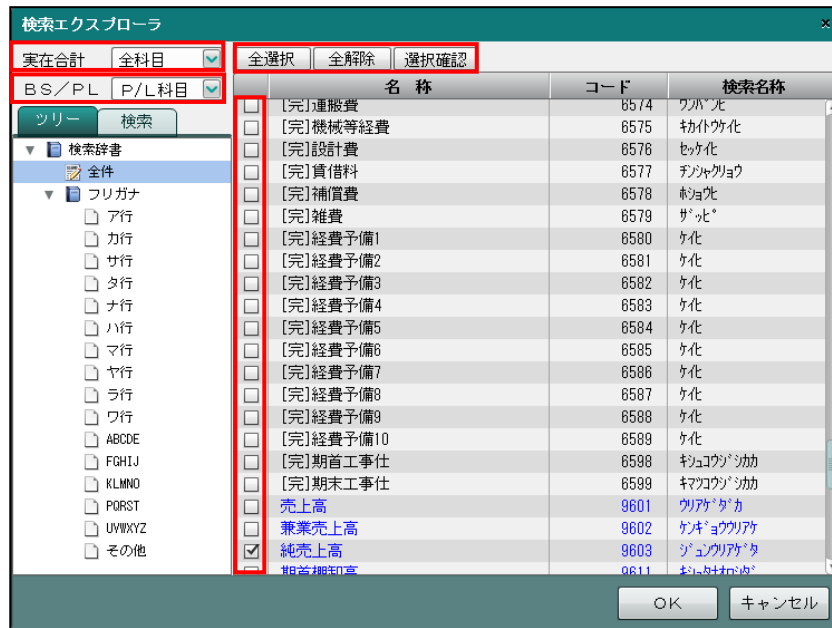 検索エクスプローラ ×
実在合計 全科目 全選択 全解除 選択確認
BS/PL P/L科目
名 称 コード 検索名称
ツリー 検索
検索辞書
全件
フリガナ
ア行
カ行
サ行
タ行
ナ行
ハ行
マ行
ヤ行
ラ行
ワ行
ABCDE
FGHIJ
KLMNO
PQRST
UVWXYZ
その他
[完]運搬費 6574 ｳﾝﾊﾟﾝﾋ
[完]機械等経費 6575 ｷｶｲﾄｳｹｲﾋ
[完]設計費 6576 ｾｯｹｲﾋ
[完]賃借料 6577 ﾁﾝｼｬｸﾘｮｳ
[完]補償費 6578 ﾎｼｮｳﾋ
[完]雑費 6579 ｻﾞｯﾋﾟ
[完]経費予備1 6580 ｹｲﾋ
[完]経費予備2 6581 ｹｲﾋ
[完]経費予備3 6582 ｹｲﾋ
[完]経費予備4 6583 ｹｲﾋ
[完]経費予備5 6584 ｹｲﾋ
[完]経費予備6 6585 ｹｲﾋ
[完]経費予備7 6586 ｹｲﾋ
[完]経費予備8 6587 ｹｲﾋ
[完]経費予備9 6588 ｹｲﾋ
[完]経費予備10 6589 ｹｲﾋ
[完]期首工事仕 6598 ｷｼｭｺｳｼﾞｼｶｶ
[完]期末工事仕 6599 ｷﾏﾂｺｳｼﾞｼｶｶ
売上高 9601 ｳﾘｱｹﾞﾀﾞｶ
兼業売上高 9602 ｹﾝｷﾞｮｳｳﾘｱｹ
純売上高 9603 ｼﾞｭﾝｳﾘｱｹﾞﾀ
期首棚卸高 9611 ｷｼｭﾀﾅｵﾛｼﾀﾞ
OK キャンセル